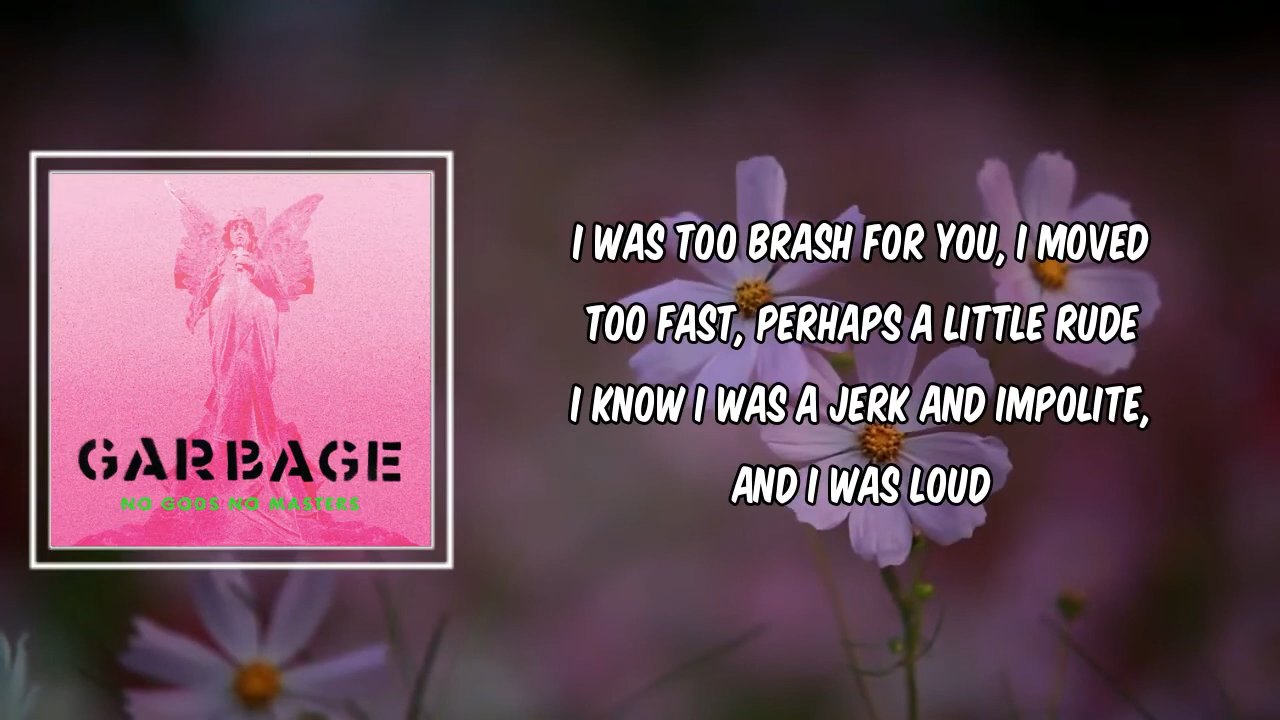 GARBAGE
NO GODS NO MASTERS
I WAS TOO BRASH FOR YOU, I MOVED
TOO FAST, PERHAPS A LITTLE RUDE
I KNOW I WAS A JERK AND IMPOLITE,
AND I WAS LOUD